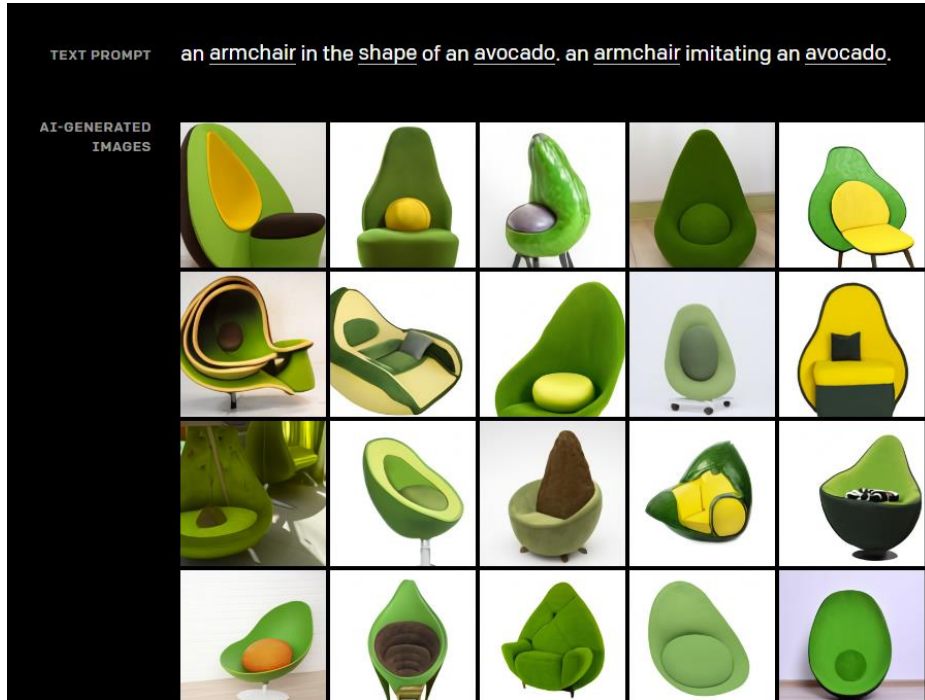 TEXT PROMPT
an armchair in the shape of an avocado. an armchair imitating an avocado.
AI-GENERATED
IMAGES